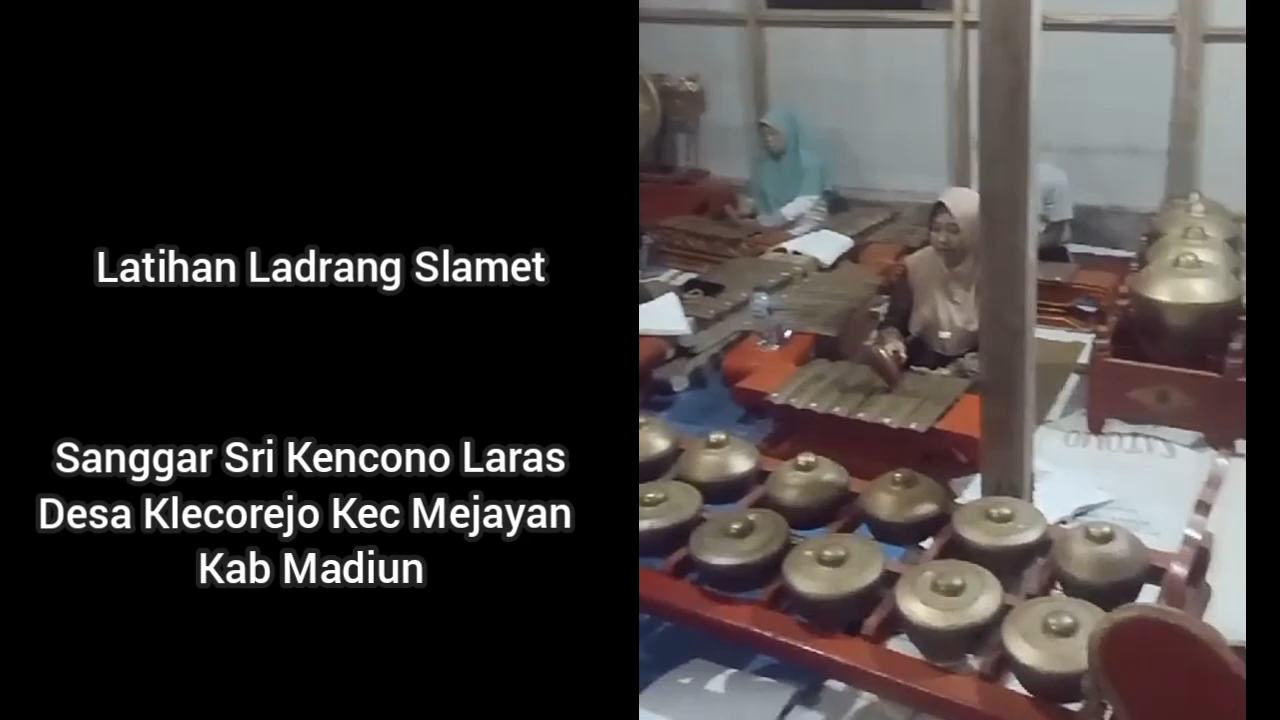 Latihan Ladrang Slamet
Sanggar Sri Kencono Laras
Desa Klecorejo Kec Mejayan
Kab Madiun